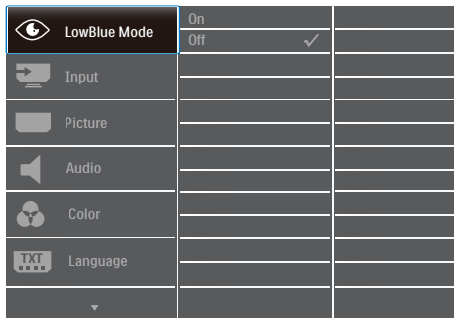 LowBlue Mode
On
Off
Input
Picture
Audio
Color
TXT
Language